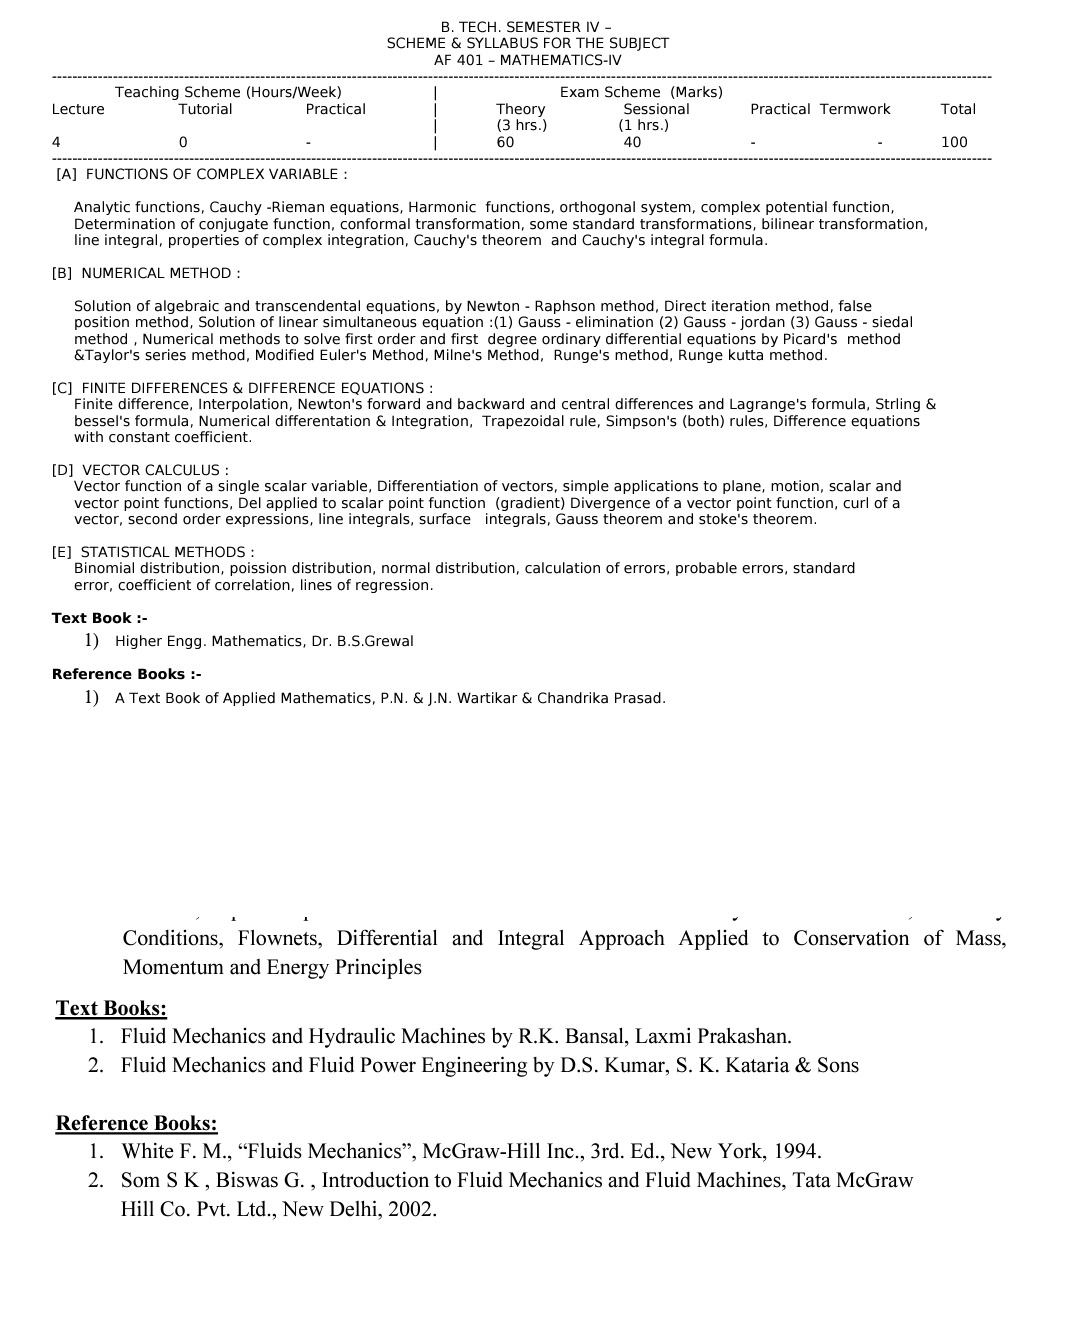 B. TECH. SEMESTER IV –
SCHEME & SYLLABUS FOR THE SUBJECT
AF 401 – MATHEMATICS-IV
--------------------------------------------------------------------------------
Teaching Scheme (Hours/Week) | Exam Scheme (Marks)
Lecture Tutorial Practical | Theory Sessional Practical Termwork Total
| (3 hrs.) (1 hrs.)
4 0 - | 60 40 - - 100
--------------------------------------------------------------------------------
[A] FUNCTIONS OF COMPLEX VARIABLE :
Analytic functions, Cauchy -Rieman equations, Harmonic functions, orthogonal system, complex potential function,
Determination of conjugate function, conformal transformation, some standard transformations, bilinear transformation,
line integral, properties of complex integration, Cauchy's theorem and Cauchy's integral formula.
[B] NUMERICAL METHOD :
Solution of algebraic and transcendental equations, by Newton - Raphson method, Direct iteration method, false
position method, Solution of linear simultaneous equation :(1) Gauss - elimination (2) Gauss - jordan (3) Gauss - siedal
method , Numerical methods to solve first order and first degree ordinary differential equations by Picard's method
&Taylor's series method, Modified Euler's Method, Milne's Method, Runge's method, Runge kutta method.
[C] FINITE DIFFERENCES & DIFFERENCE EQUATIONS :
Finite difference, Interpolation, Newton's forward and backward and central differences and Lagrange's formula, Strling &
bessel's formula, Numerical differentation & Integration, Trapezoidal rule, Simpson's (both) rules, Difference equations
with constant coefficient.
[D] VECTOR CALCULUS :
Vector function of a single scalar variable, Differentiation of vectors, simple applications to plane, motion, scalar and
vector point functions, Del applied to scalar point function (gradient) Divergence of a vector point function, curl of a
vector, second order expressions, line integrals, surface integrals, Gauss theorem and stoke's theorem.
[E] STATISTICAL METHODS :
Binomial distribution, poission distribution, normal distribution, calculation of errors, probable errors, standard
error, coefficient of correlation, lines of regression.
Text Book :-
1) Higher Engg. Mathematics, Dr. B.S.Grewal
Reference Books :-
1) A Text Book of Applied Mathematics, P.N. & J.N. Wartikar & Chandrika Prasad.
Conditions, Flownets, Differential and Integral Approach Applied to Conservation of Mass,
Momentum and Energy Principles
Text Books:
1. Fluid Mechanics and Hydraulic Machines by R.K. Bansal, Laxmi Prakashan.
2. Fluid Mechanics and Fluid Power Engineering by D.S. Kumar, S. K. Kataria & Sons
Reference Books:
1. White F. M., “Fluids Mechanics”, McGraw-Hill Inc., 3rd. Ed., New York, 1994.
2. Som S K , Biswas G. , Introduction to Fluid Mechanics and Fluid Machines, Tata McGraw
Hill Co. Pvt. Ltd., New Delhi, 2002.